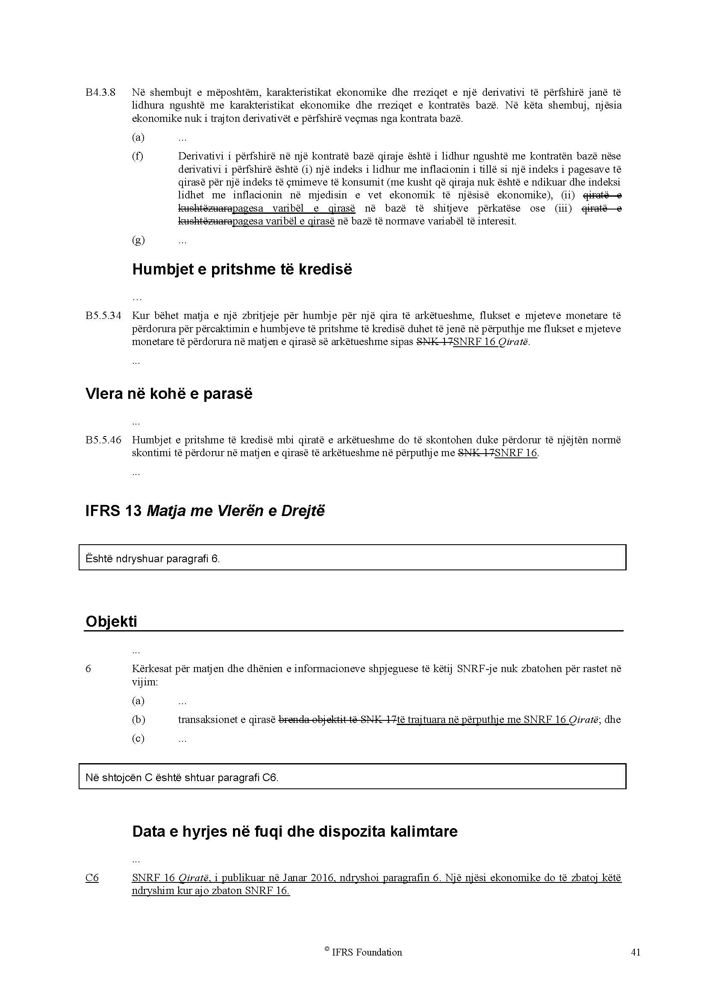 B4.3.8 Në shembujt e mëposhtëm, karakteristikat ekonomike dhe rreziqet e një derivativi të përfshirë janë të
lidhura ngushtë me karakteristikat ekonomike dhe rreziqet e kontratës bazë. Në këta shembuj, njësia
ekonomike nuk i trajton derivativët e përfshirë veçmas nga kontrata bazë.
(a) ...
(f) Derivativi i përfshirë në një kontratë bazë qiraje është i lidhur ngushtë me kontratën bazë nëse
derivativi i përfshirë është (i) një indeks i lidhur me inflacionin i tillë si një indeks i pagesave të
qirasë për një indeks të çmimeve të konsumit (me kusht që qiraja nuk është e ndikuar dhe indeksi
lidhet me inflacionin në mjedisin e vet ekonomik të njësisë ekonomike), (ii) qiratë e
kushtëzuarapagesa varibël e qirasë në bazë të shitjeve përkatëse ose (iii) qiratë e
kushtëzuarapagesa varibël e qirasë në bazë të normave variabël të interesit.
(g) ...
Humbjet e pritshme të kredisë
...
B5.5.34 Kur bëhet matja e një zbritjeje për humbje për një qira të arkëtueshme, flukset e mjeteve monetare të
përdorura për përcaktimin e humbjeve të pritshme të kredisë duhet të jenë në përputhje me flukset e mjeteve
monetare të përdorura në matjen e qirasë së arkëtueshme sipas SNK 17SNRF 16 Qiratë.
...
Vlera në kohë e parasë
...
B5.5.46 Humbjet e pritshme të kredisë mbi qiratë e arkëtueshme do të skontohen duke përdorur të njëjtën normë
skontimi të përdorur në matjen e qirasë të arkëtueshme në përputhje me SNK 17SNRF 16.
...
IFRS 13 Matja me Vlerën e Drejtë
Është ndryshuar paragrafi 6.
Objekti
...
6 Kërkesat për matjen dhe dhënien e informacioneve shpjeguese të këtij SNRF-je nuk zbatohen për rastet në
vijim:
(a) ...
(b) transaksionet e qirasë brenda objektit të SNK 17të trajtuara në përputhje me SNRF 16 Qiratë; dhe
(c) ...
Në shtojcën C është shtuar paragrafi C6.
Data e hyrjes në fuqi dhe dispozita kalimtare
...
C6 SNRF 16 Qiratë, i publikuar në Janar 2016, ndryshoi paragrafin 6. Një njësi ekonomike do të zbatoj këtë
ndryshim kur ajo zbaton SNRF 16.
© IFRS Foundation 41